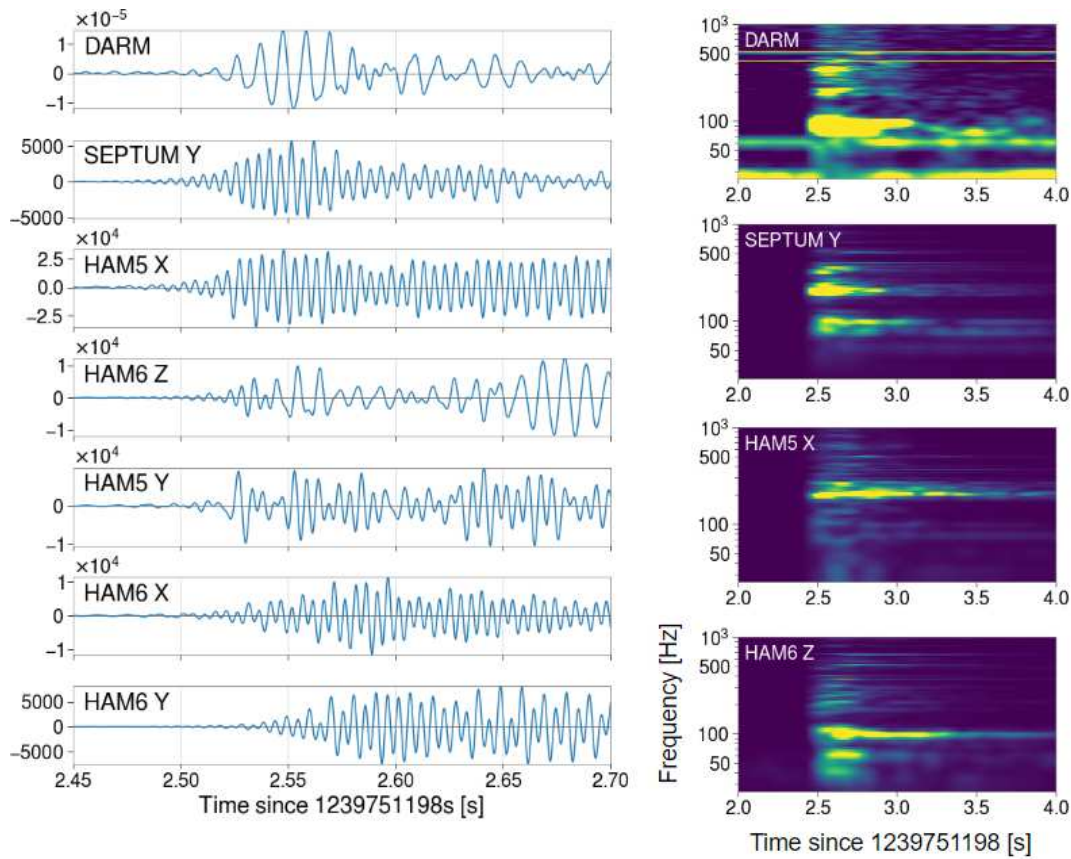 ×10⁻⁵
DARM
1
0
−1
SEPTUM Y
5000
0
−5000
×10⁴
HAM5 X
2.5
0.0
−2.5
×10⁴
HAM6 Z
1
0
−1
×10⁴
HAM5 Y
1
0
−1
×10⁴
HAM6 X
1
0
−1
HAM6 Y
5000
0
−5000
2.45 2.50 2.55 2.60 2.65 2.70
Time since 1239751198s [s]
10³
DARM
500
100
50
2.0 2.5 3.0 3.5 4.0
10³
SEPTUM Y
500
100
50
2.0 2.5 3.0 3.5 4.0
10³
HAM5 X
500
100
50
2.0 2.5 3.0 3.5 4.0
10³
HAM6 Z
500
100
50
2.0 2.5 3.0 3.5 4.0
Frequency [Hz]
Time since 1239751198 [s]